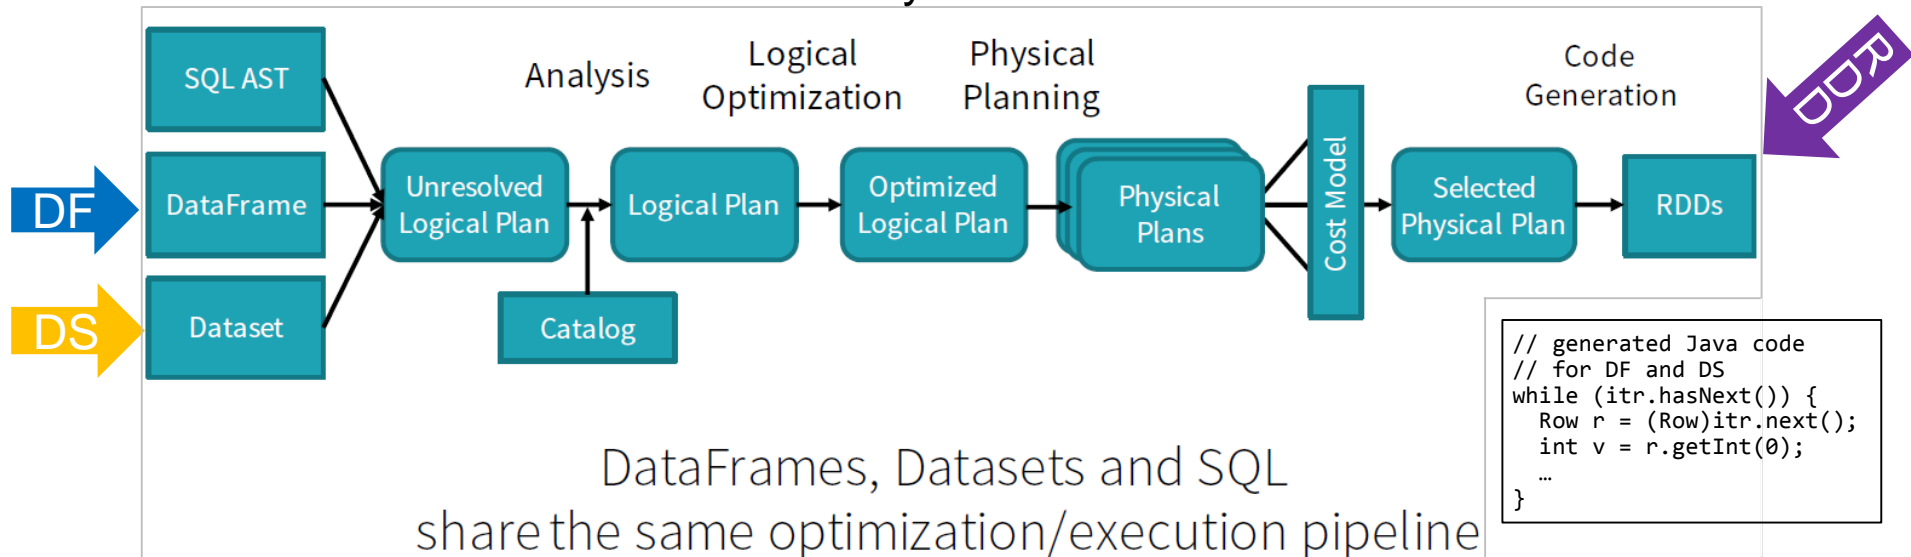 SQL AST
Analysis
Logical
Optimization
Physical
Planning
Code
Generation
RDD
DF
DataFrame
Unresolved
Logical Plan
Logical Plan
Optimized
Logical Plan
Physical
Plans
Cost Model
Selected
Physical Plan
RDDs
DS
Dataset
Catalog
// generated Java code
// for DF and DS
while (itr.hasNext()) {
  Row r = (Row)itr.next();
  int v = r.getInt(0);
  …
}
DataFrames, Datasets and SQL
share the same optimization/execution pipeline